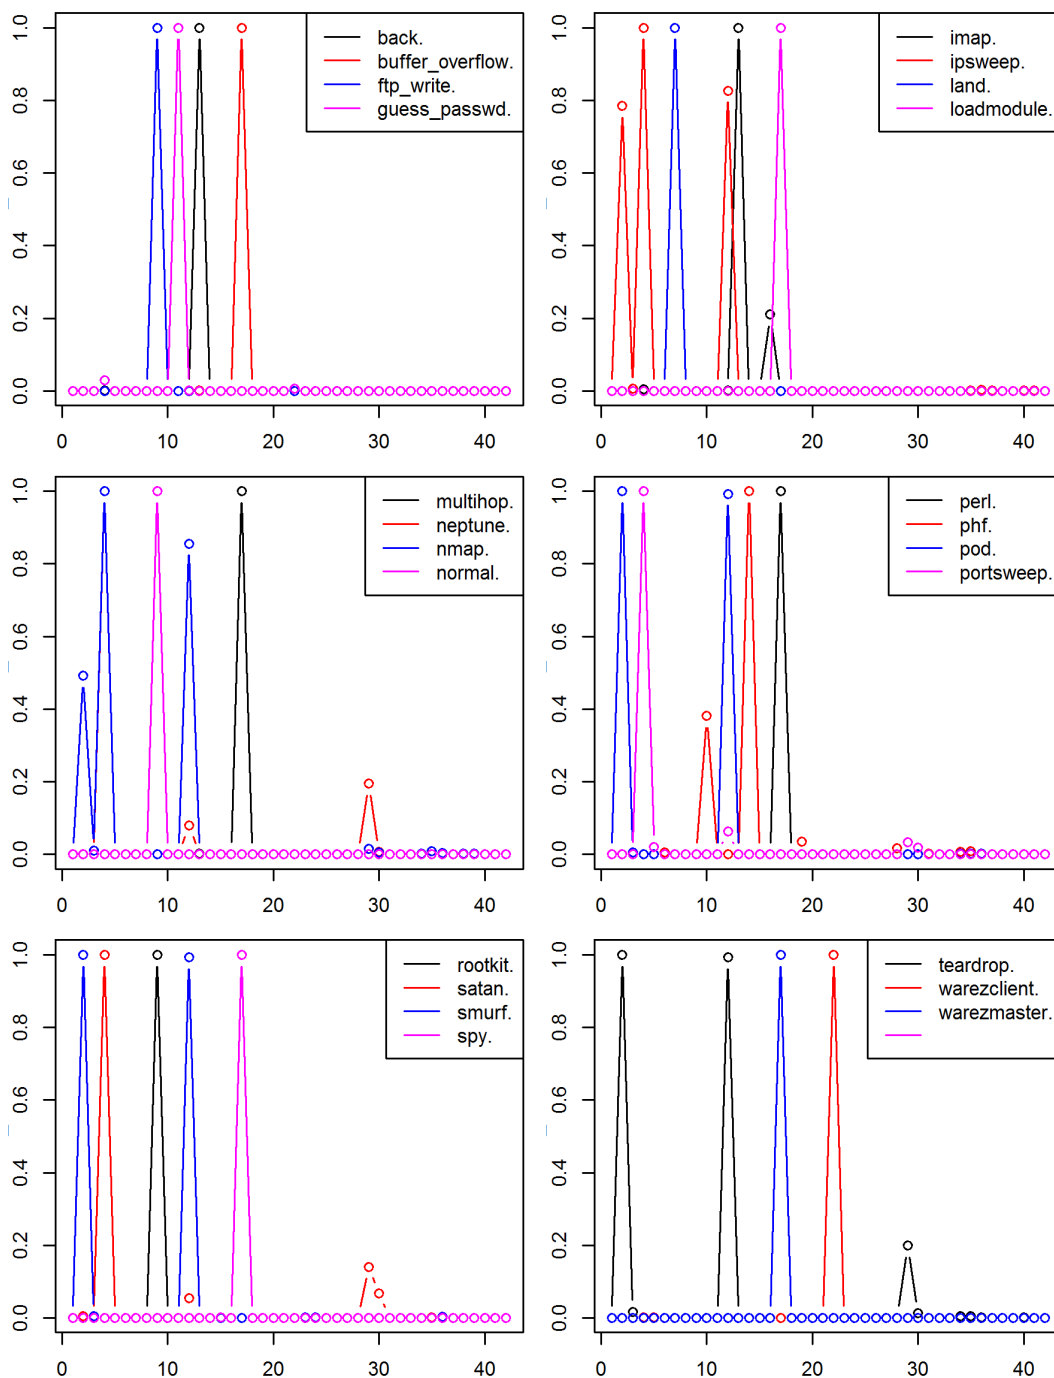 1.0
0.8
0.6
0.4
0.2
0.0
0 10 20 30 40
back.
buffer_overflow.
ftp_write.
guess_passwd.
1.0
0.8
0.6
0.4
0.2
0.0
0 10 20 30 40
imap.
ipsweep.
land.
loadmodule.
1.0
0.8
0.6
0.4
0.2
0.0
0 10 20 30 40
multihop.
neptune.
nmap.
normal.
1.0
0.8
0.6
0.4
0.2
0.0
0 10 20 30 40
perl.
phf.
pod.
portsweep.
1.0
0.8
0.6
0.4
0.2
0.0
0 10 20 30 40
rootkit.
satan.
smurf.
spy.
1.0
0.8
0.6
0.4
0.2
0.0
0 10 20 30 40
teardrop.
warezclient.
warezmaster.